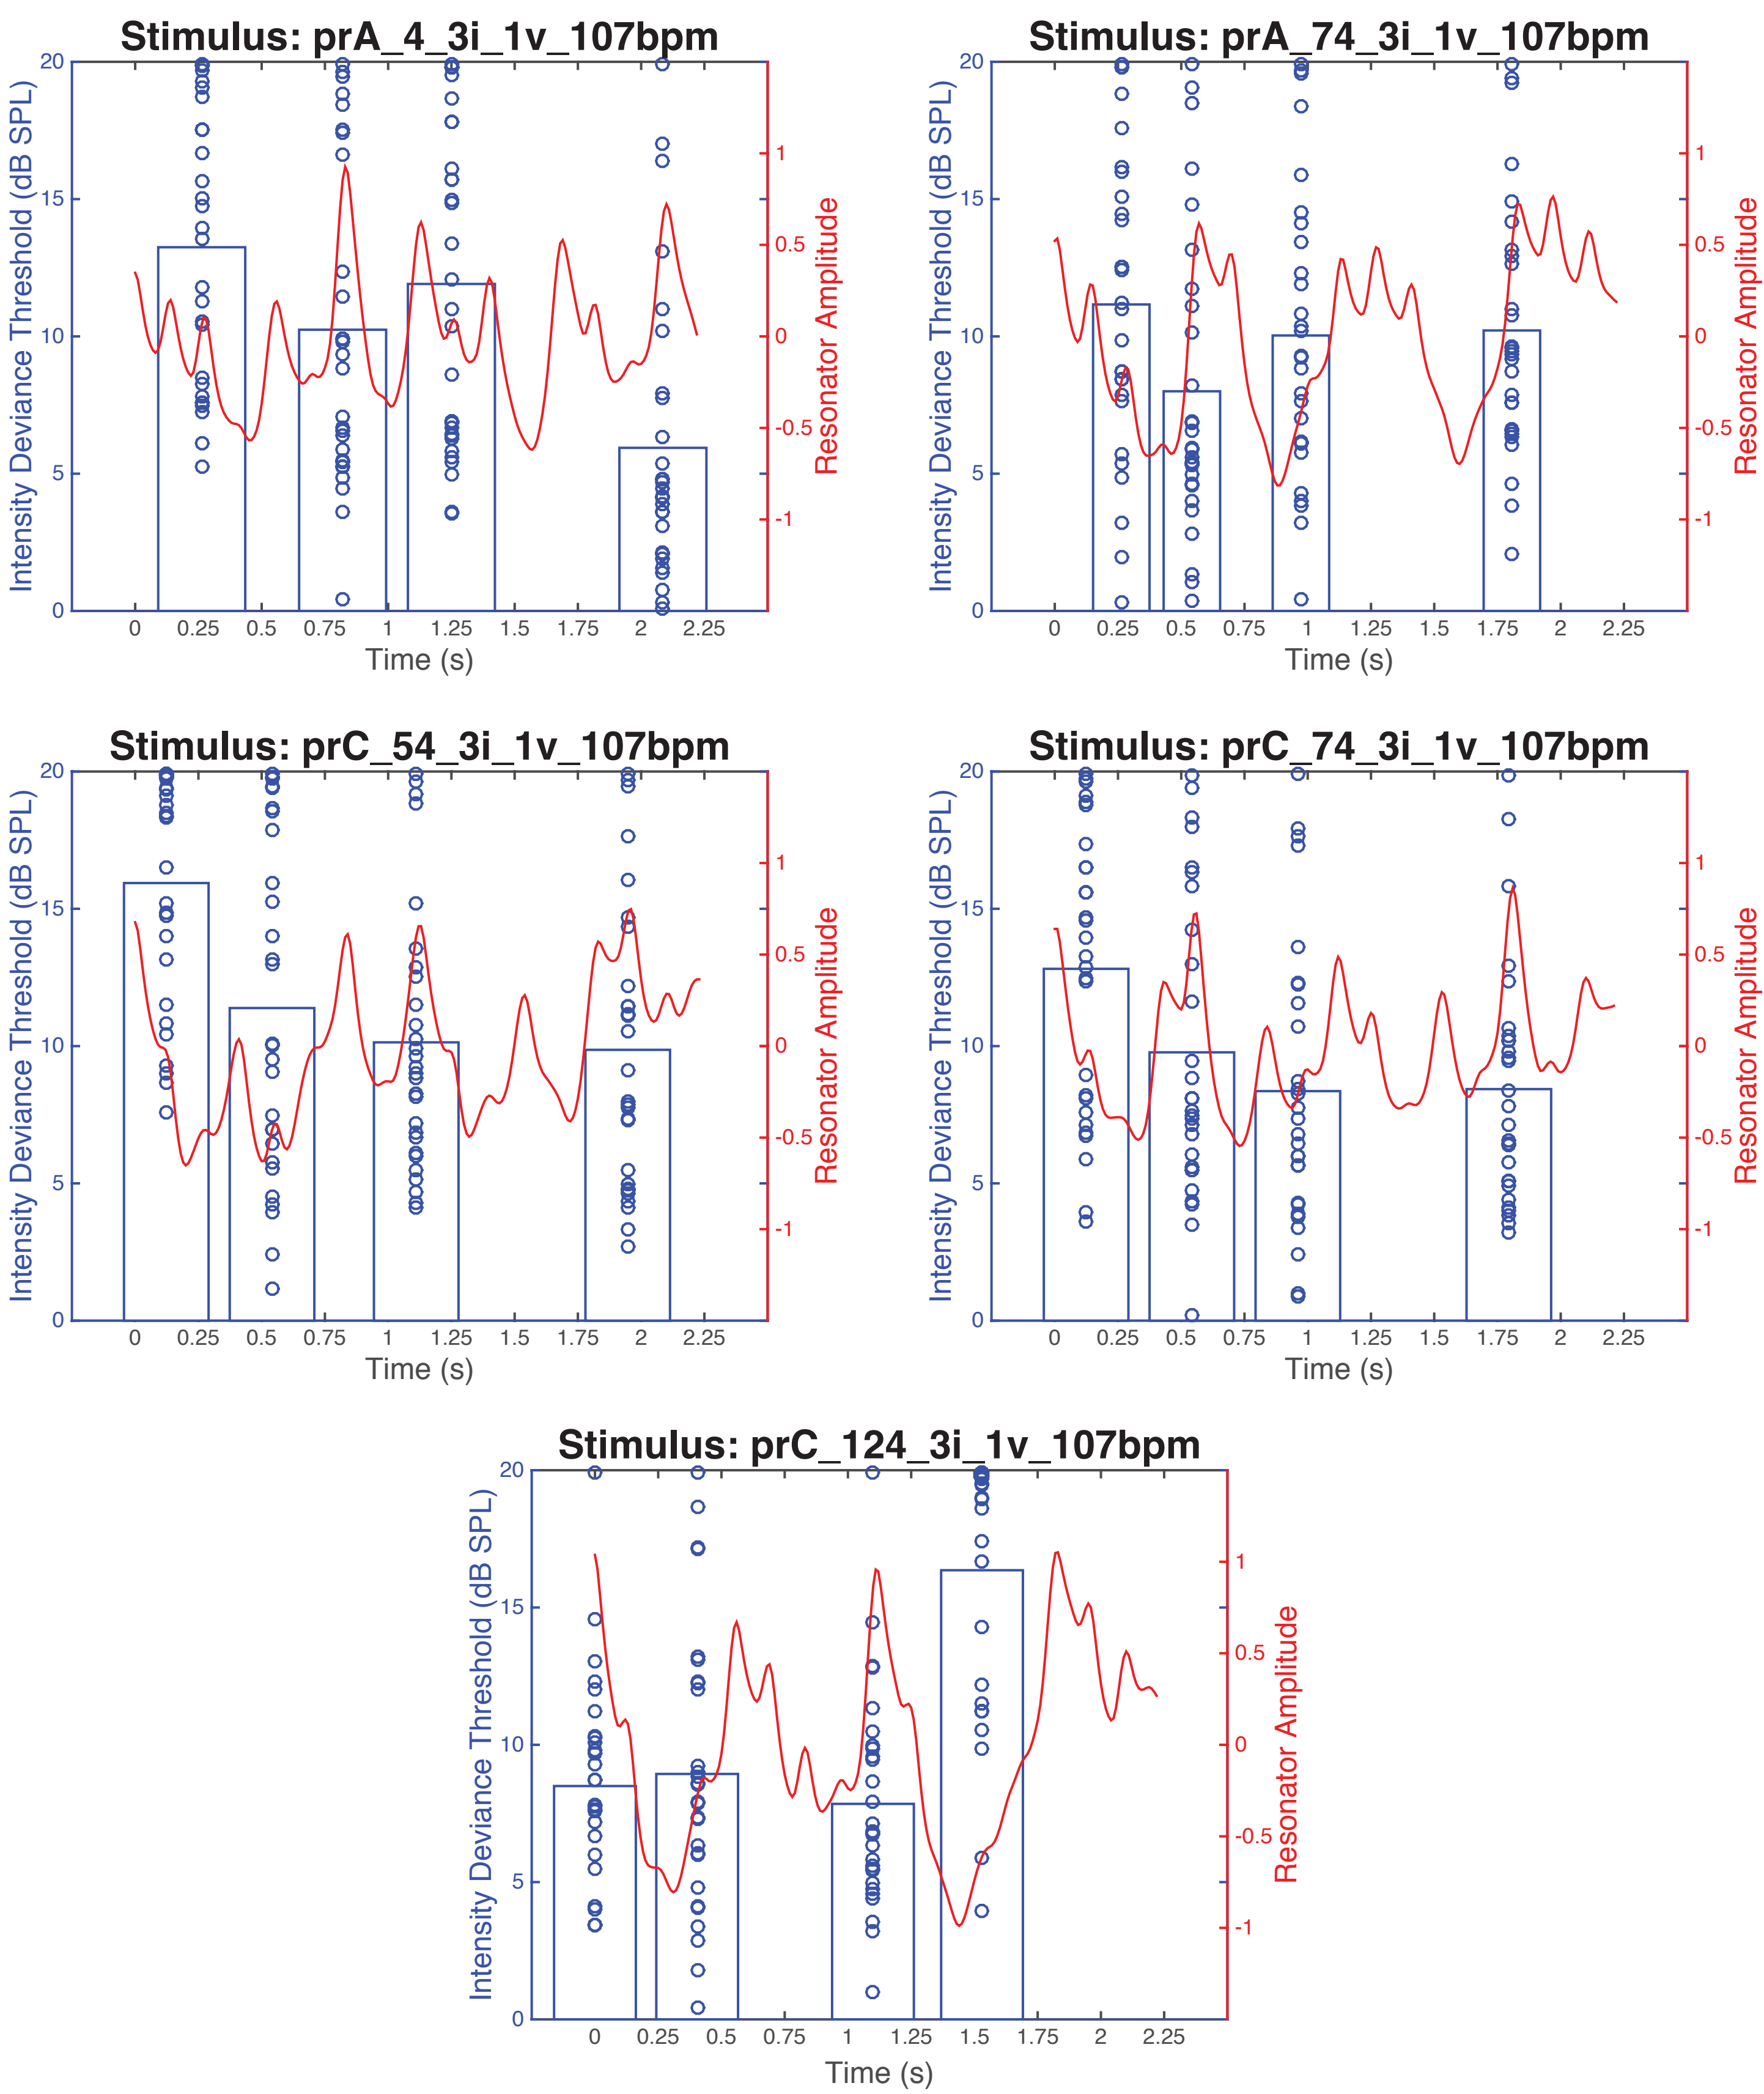 Stimulus: prA_4_3i_1v_107bpm
20
15
10
5
0
Intensity Deviance Threshold (dB SPL)
1
0.5
0
-0.5
-1
Resonator Amplitude
0 0.25 0.5 0.75 1 1.25 1.5 1.75 2 2.25
Time (s)
Stimulus: prA_74_3i_1v_107bpm
20
15
10
5
0
Intensity Deviance Threshold (dB SPL)
1
0.5
0
-0.5
-1
Resonator Amplitude
0 0.25 0.5 0.75 1 1.25 1.5 1.75 2 2.25
Time (s)
Stimulus: prC_54_3i_1v_107bpm
20
15
10
5
0
Intensity Deviance Threshold (dB SPL)
1
0.5
0
-0.5
-1
Resonator Amplitude
0 0.25 0.5 0.75 1 1.25 1.5 1.75 2 2.25
Time (s)
Stimulus: prC_74_3i_1v_107bpm
20
15
10
5
0
Intensity Deviance Threshold (dB SPL)
1
0.5
0
-0.5
-1
Resonator Amplitude
0 0.25 0.5 0.75 1 1.25 1.5 1.75 2 2.25
Time (s)
Stimulus: prC_124_3i_1v_107bpm
20
15
10
5
0
Intensity Deviance Threshold (dB SPL)
1
0.5
0
-0.5
-1
Resonator Amplitude
0 0.25 0.5 0.75 1 1.25 1.5 1.75 2 2.25
Time (s)